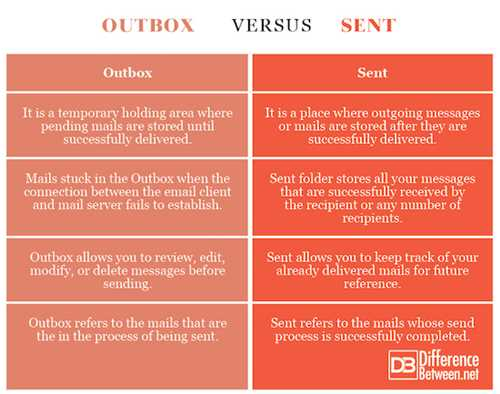 OUTBOX VERSUS SENT
Outbox
Sent
It is a temporary holding area where
pending mails are stored until
successfully delivered.
It is a place where outgoing messages
or mails are stored after they are
successfully delivered.
Mails stuck in the Outbox when the
connection between the email client
and mail server fails to establish.
Sent folder stores all your messages
that are successfully received by
the recipient or any number of
recipients.
Outbox allows you to review, edit,
modify, or delete messages before
sending.
Sent allows you to keep track of your
already delivered mails for future
reference.
Outbox refers to the mails that are
the in the process of being sent.
Sent refers to the mails whose send
process is successfully completed.
DB Difference
Between.net